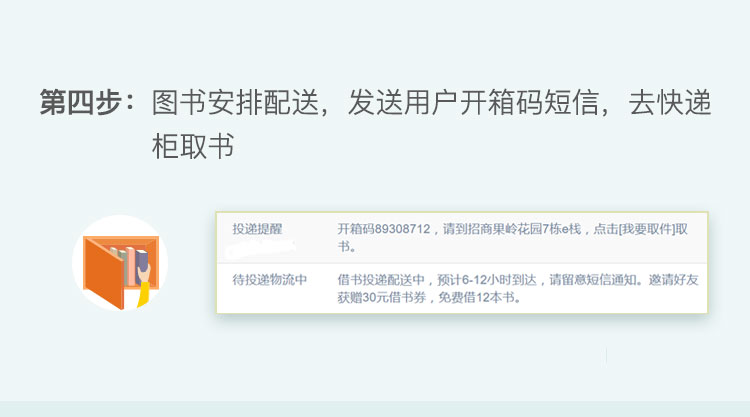 第四步：图书安排配送，发送用户开箱码短信，去快递
柜取书
投递提醒 开箱码89308712，请到招商果岭花园7栋e栈，点击[我要取件]取
书。
待投递物流中 借书投递配送中，预计6-12小时到达，请留意短信通知。邀请好友
获赠30元借书券，免费借12本书。